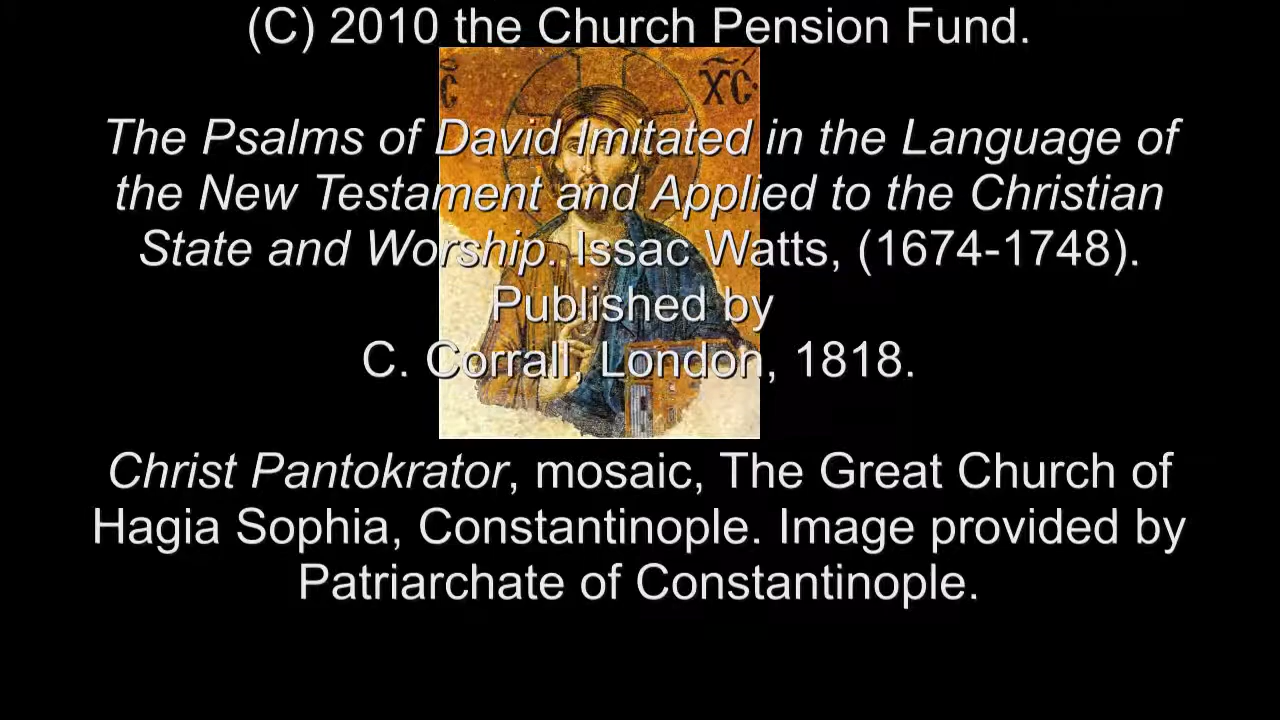 (C) 2010 the Church Pension Fund.
The Psalms of David Imitated in the Language of
the New Testament and Applied to the Christian
State and Worship. Issac Watts, (1674-1748).
Published by
C. Corrall, London, 1818.
Christ Pantokrator, mosaic, The Great Church of
Hagia Sophia, Constantinople. Image provided by
Patriarchate of Constantinople.